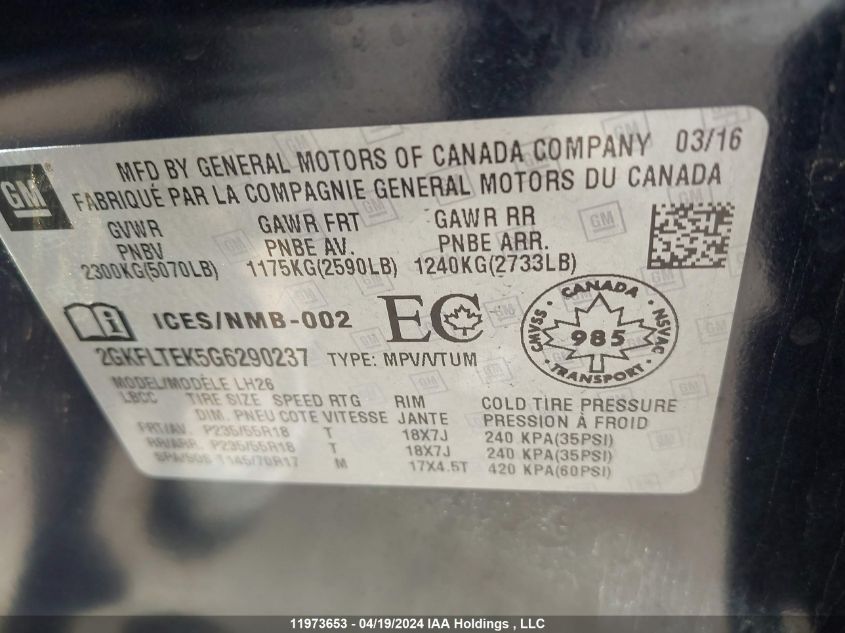 GM
MFD BY GENERAL MOTORS OF CANADA COMPANY 03/16
FABRIQUÉ PAR LA COMPAGNIE GENERAL MOTORS DU CANADA
GVWR GAWR FRT GAWR RR
PNBV PNBE AV. PNBE ARR.
2300KG(5070LB) 1175KG(2590LB) 1240KG(2733LB)
ICES/NMB-002 EC
CANADA
CMVSS 985 NSVAC
TRANSPORT
2GKFLTEK5G6290237 TYPE: MPV/VTUM
MODEL/MODÈLE LH26
LBCC TIRE SIZE SPEED RTG RIM COLD TIRE PRESSURE
DIM. PNEU COTE VITESSE JANTE PRESSION À FROID
FRT/AV. P235/55R18 T 18X7J 240 KPA(35PSI)
RR/ARR. P235/55R18 T 18X7J 240 KPA(35PSI)
SPA/SOS T145/70R17 M 17X4.5T 420 KPA(60PSI)
11973653 - 04/19/2024 IAA Holdings , LLC